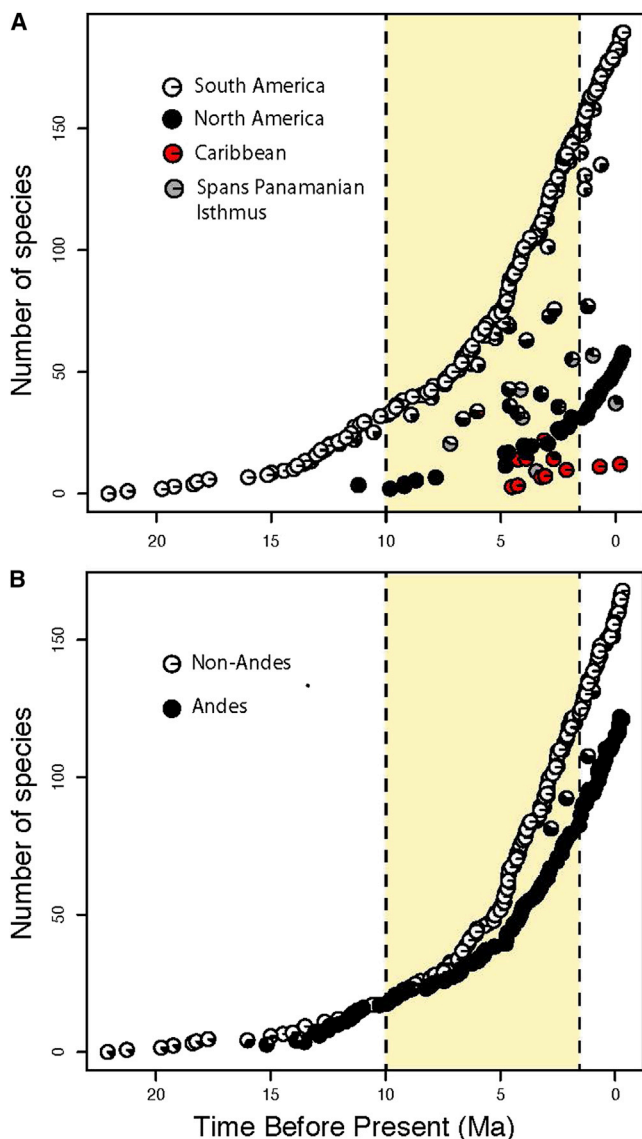 A
South America
North America
Caribbean
Spans Panamanian
Isthmus
Number of species
0 50 100 150
20 15 10 5 0
B
Non-Andes
Andes
Number of species
0 50 100 150
20 15 10 5 0
Time Before Present (Ma)